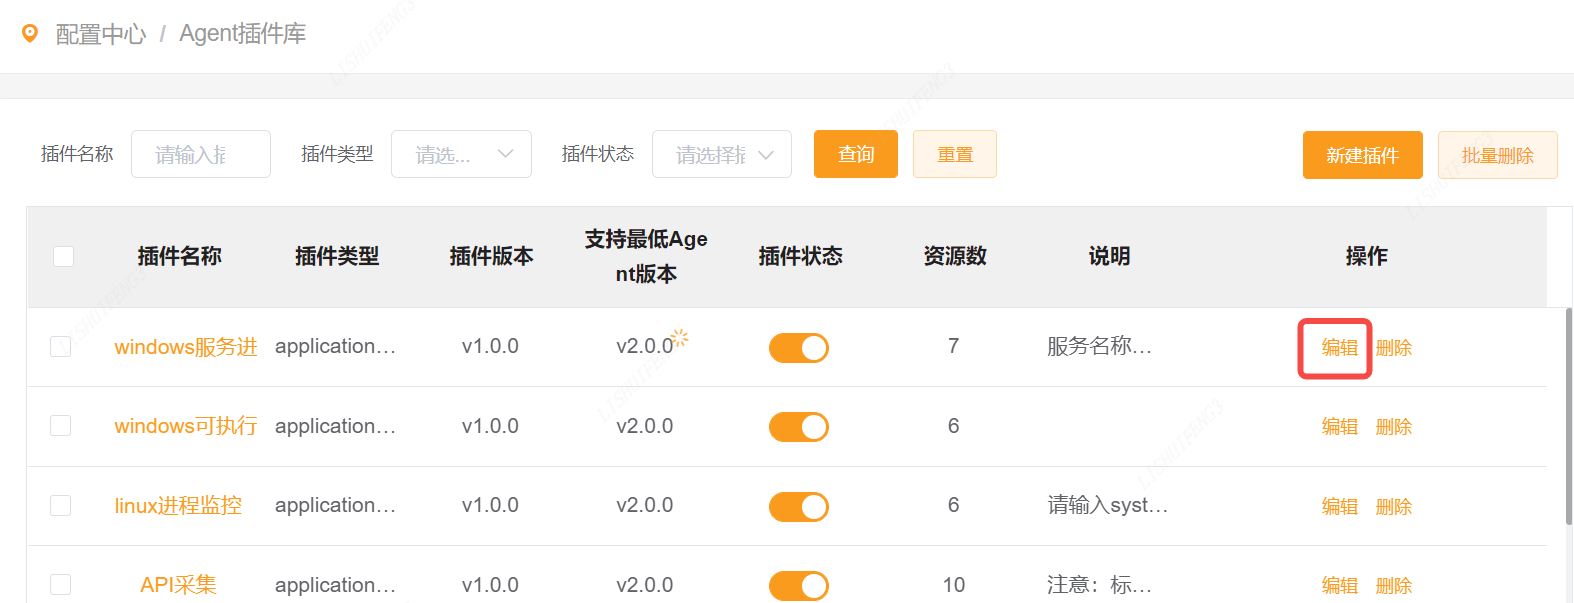 配置中心 / Agent插件库
插件名称 请输入插 插件类型 请选... 插件状态 请选择插 查询 重置 新建插件 批量删除
插件名称 插件类型 插件版本 支持最低Age 插件状态 资源数 说明 操作
nt版本
windows服务进 application... v1.0.0 v2.0.0 7 服务名称... 编辑 删除
windows可执行 application... v1.0.0 v2.0.0 6 编辑 删除
linux进程监控 application... v1.0.0 v2.0.0 6 请输入syst... 编辑 删除
API采集 application... v1.0.0 v2.0.0 10 注意：标... 编辑 删除
LISHUIFENG3